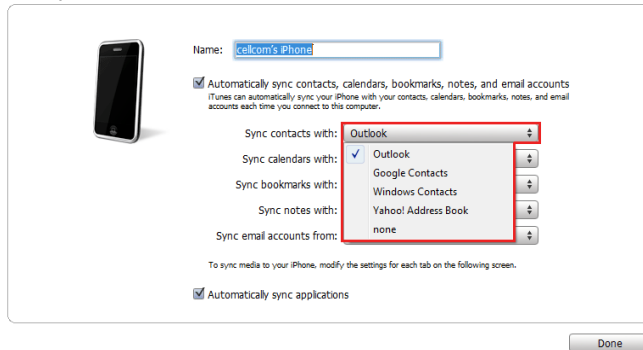 Name: cellcom's iPhone
Automatically sync contacts, calendars, bookmarks, notes, and email accounts
iTunes can automatically sync your iPhone with your contacts, calendars, bookmarks, notes, and email
accounts each time you connect to this computer.
Sync contacts with: Outlook
Outlook
Sync calendars with:
Google Contacts
Sync bookmarks with:
Windows Contacts
Sync notes with:
Yahoo! Address Book
Sync email accounts from:
none
To sync media to your iPhone, modify the settings for each tab on the following screen.
Automatically sync applications
Done